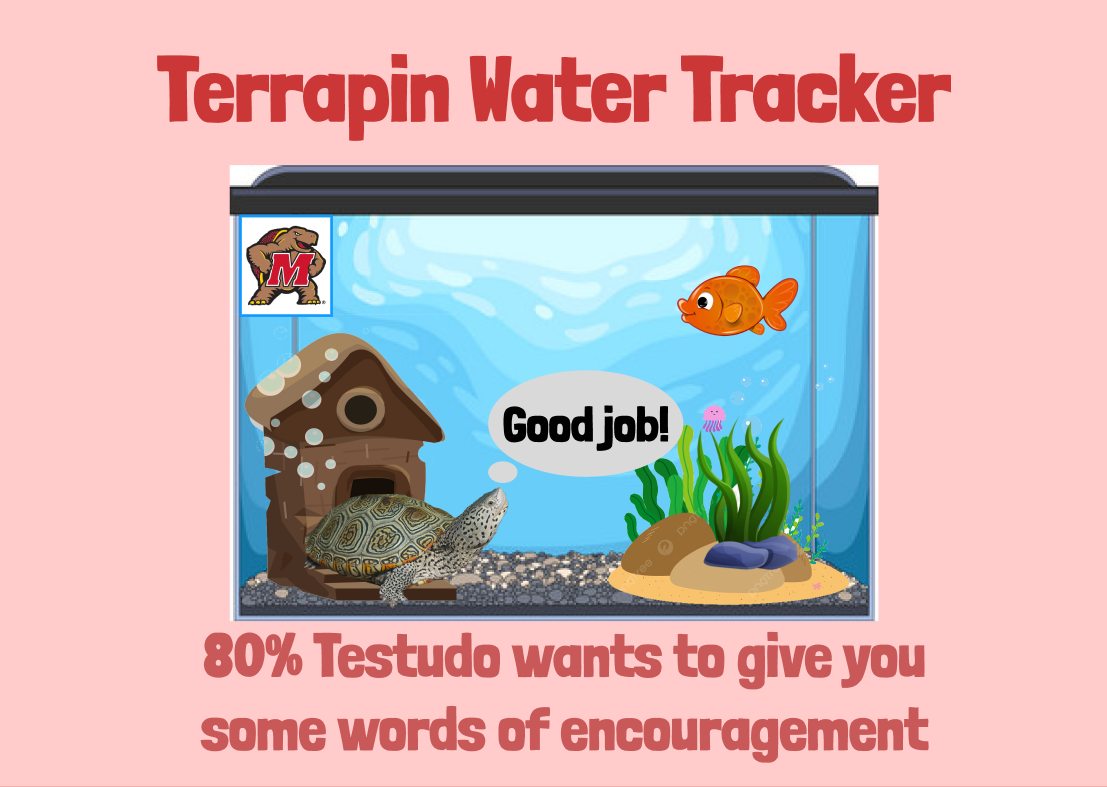 Terrapin Water Tracker
M
Good job!
80% Testudo wants to give you
some words of encouragement